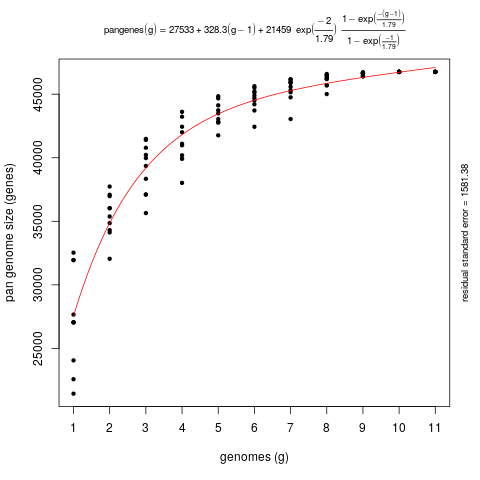 pangenes(g) = 27533 + 328.3(g − 1) + 21459 exp(−2/1.79) (1 − exp(−(g−1)/1.79))/(1 − exp(−1/1.79))
45000
40000
35000
30000
25000
pan genome size (genes)
residual standard error = 1581.38
1 2 3 4 5 6 7 8 9 10 11
genomes (g)